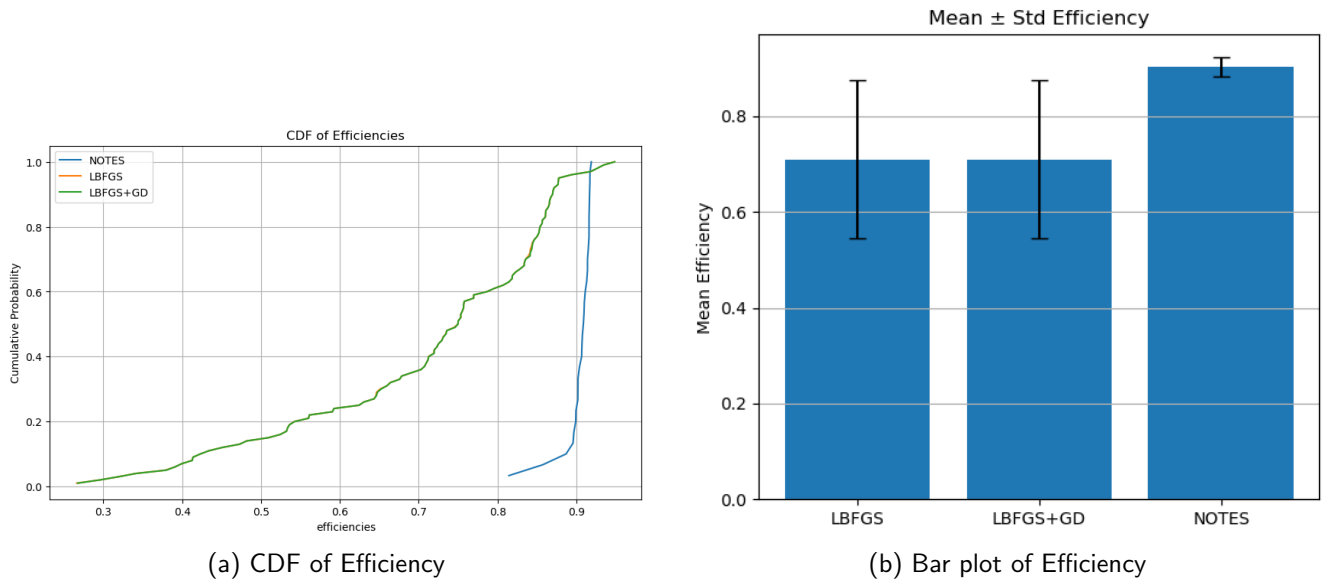 CDF of Efficiencies
NOTES
LBFGS
LBFGS+GD
1.0
0.8
0.6
0.4
0.2
0.0
Cumulative Probability
0.3 0.4 0.5 0.6 0.7 0.8 0.9
efficiencies
(a) CDF of Efficiency
Mean ± Std Efficiency
0.8
0.6
0.4
0.2
0.0
Mean Efficiency
LBFGS LBFGS+GD NOTES
(b) Bar plot of Efficiency